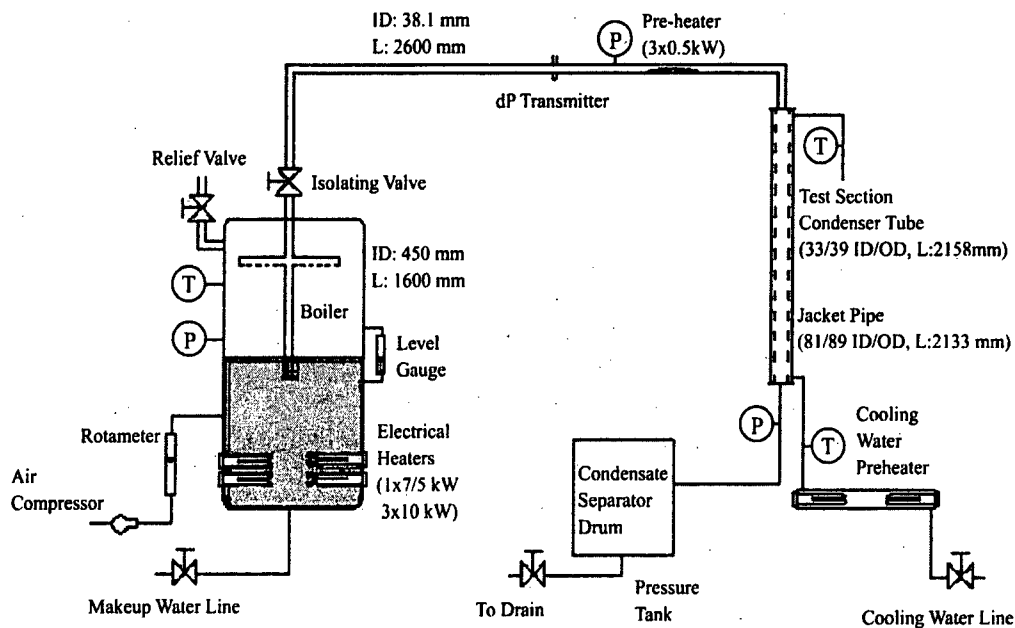 ID: 38.1 mm
L: 2600 mm
P
Pre-heater
(3x0.5kW)
dP Transmitter
T
Relief Valve
Isolating Valve
Test Section
Condenser Tube
(33/39 ID/OD, L:2158mm)
ID: 450 mm
L: 1600 mm
T
Boiler
P
Level
Gauge
Jacket Pipe
(81/89 ID/OD, L:2133 mm)
Rotameter
Air
Compressor
Electrical
Heaters
(1x7/5 kW
3x10 kW)
P
T
Cooling
Water
Preheater
Condensate
Separator
Drum
Makeup Water Line
To Drain
Pressure
Tank
Cooling Water Line